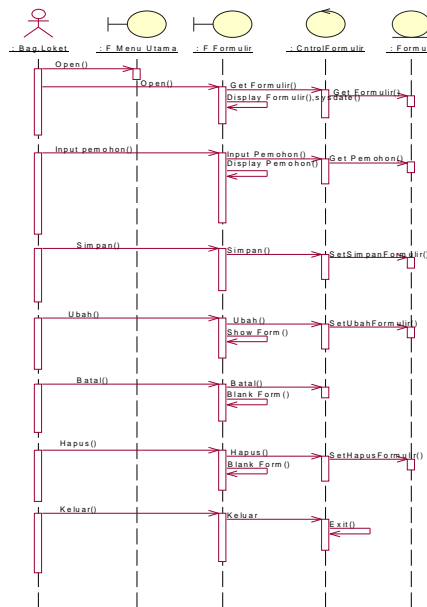 : Bag.Loket : F Menu Utama : F Formulir : CntrolFormulir : Formul
Open()
Open() Get Formulir() Get Formulir()
Display Formulir(),sysdate()
Input pemohon() Input Pemohon() Get Pemohon()
Display Pemohon()
Simpan() Simpan() SetSimpanFormulir()
Ubah() Ubah() SetUbahFormulir()
Show Form()
Batal() Batal()
Blank Form()
Hapus() Hapus() SetHapusFormulir()
Blank Form()
Keluar() Keluar
Exit()